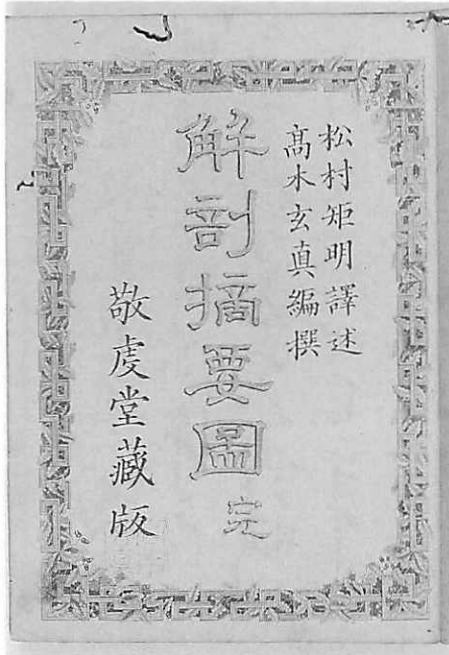 松村矩明譯述
髙木玄真編撰
解剖摘要圖 完
敬虔堂藏版